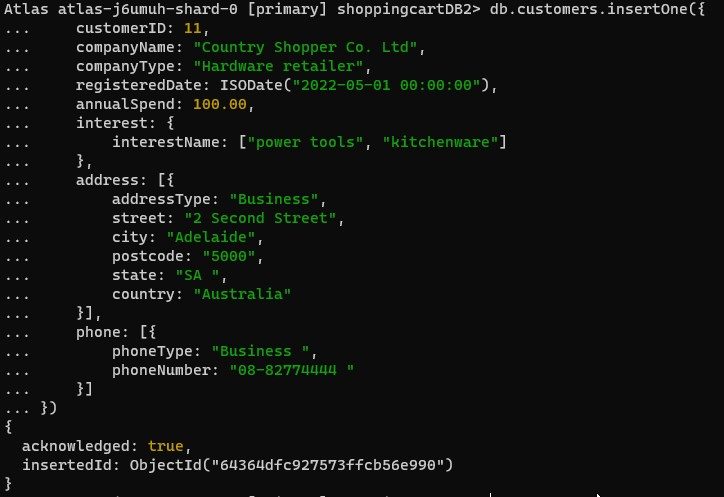 Atlas atlas-j6umuh-shard-0 [primary] shoppingcartDB2> db.customers.insertOne({
...     customerID: 11,
...     companyName: "Country Shopper Co. Ltd",
...     companyType: "Hardware retailer",
...     registeredDate: ISODate("2022-05-01 00:00:00"),
...     annualSpend: 100.00,
...     interest: {
...         interestName: ["power tools", "kitchenware"]
...     },
...     address: [{
...         addressType: "Business",
...         street: "2 Second Street",
...         city: "Adelaide",
...         postcode: "5000",
...         state: "SA ",
...         country: "Australia"
...     }],
...     phone: [{
...         phoneType: "Business ",
...         phoneNumber: "08-82774444 "
...     }]
... })
{
  acknowledged: true,
  insertedId: ObjectId("64364dfc927573ffcb56e990")
}